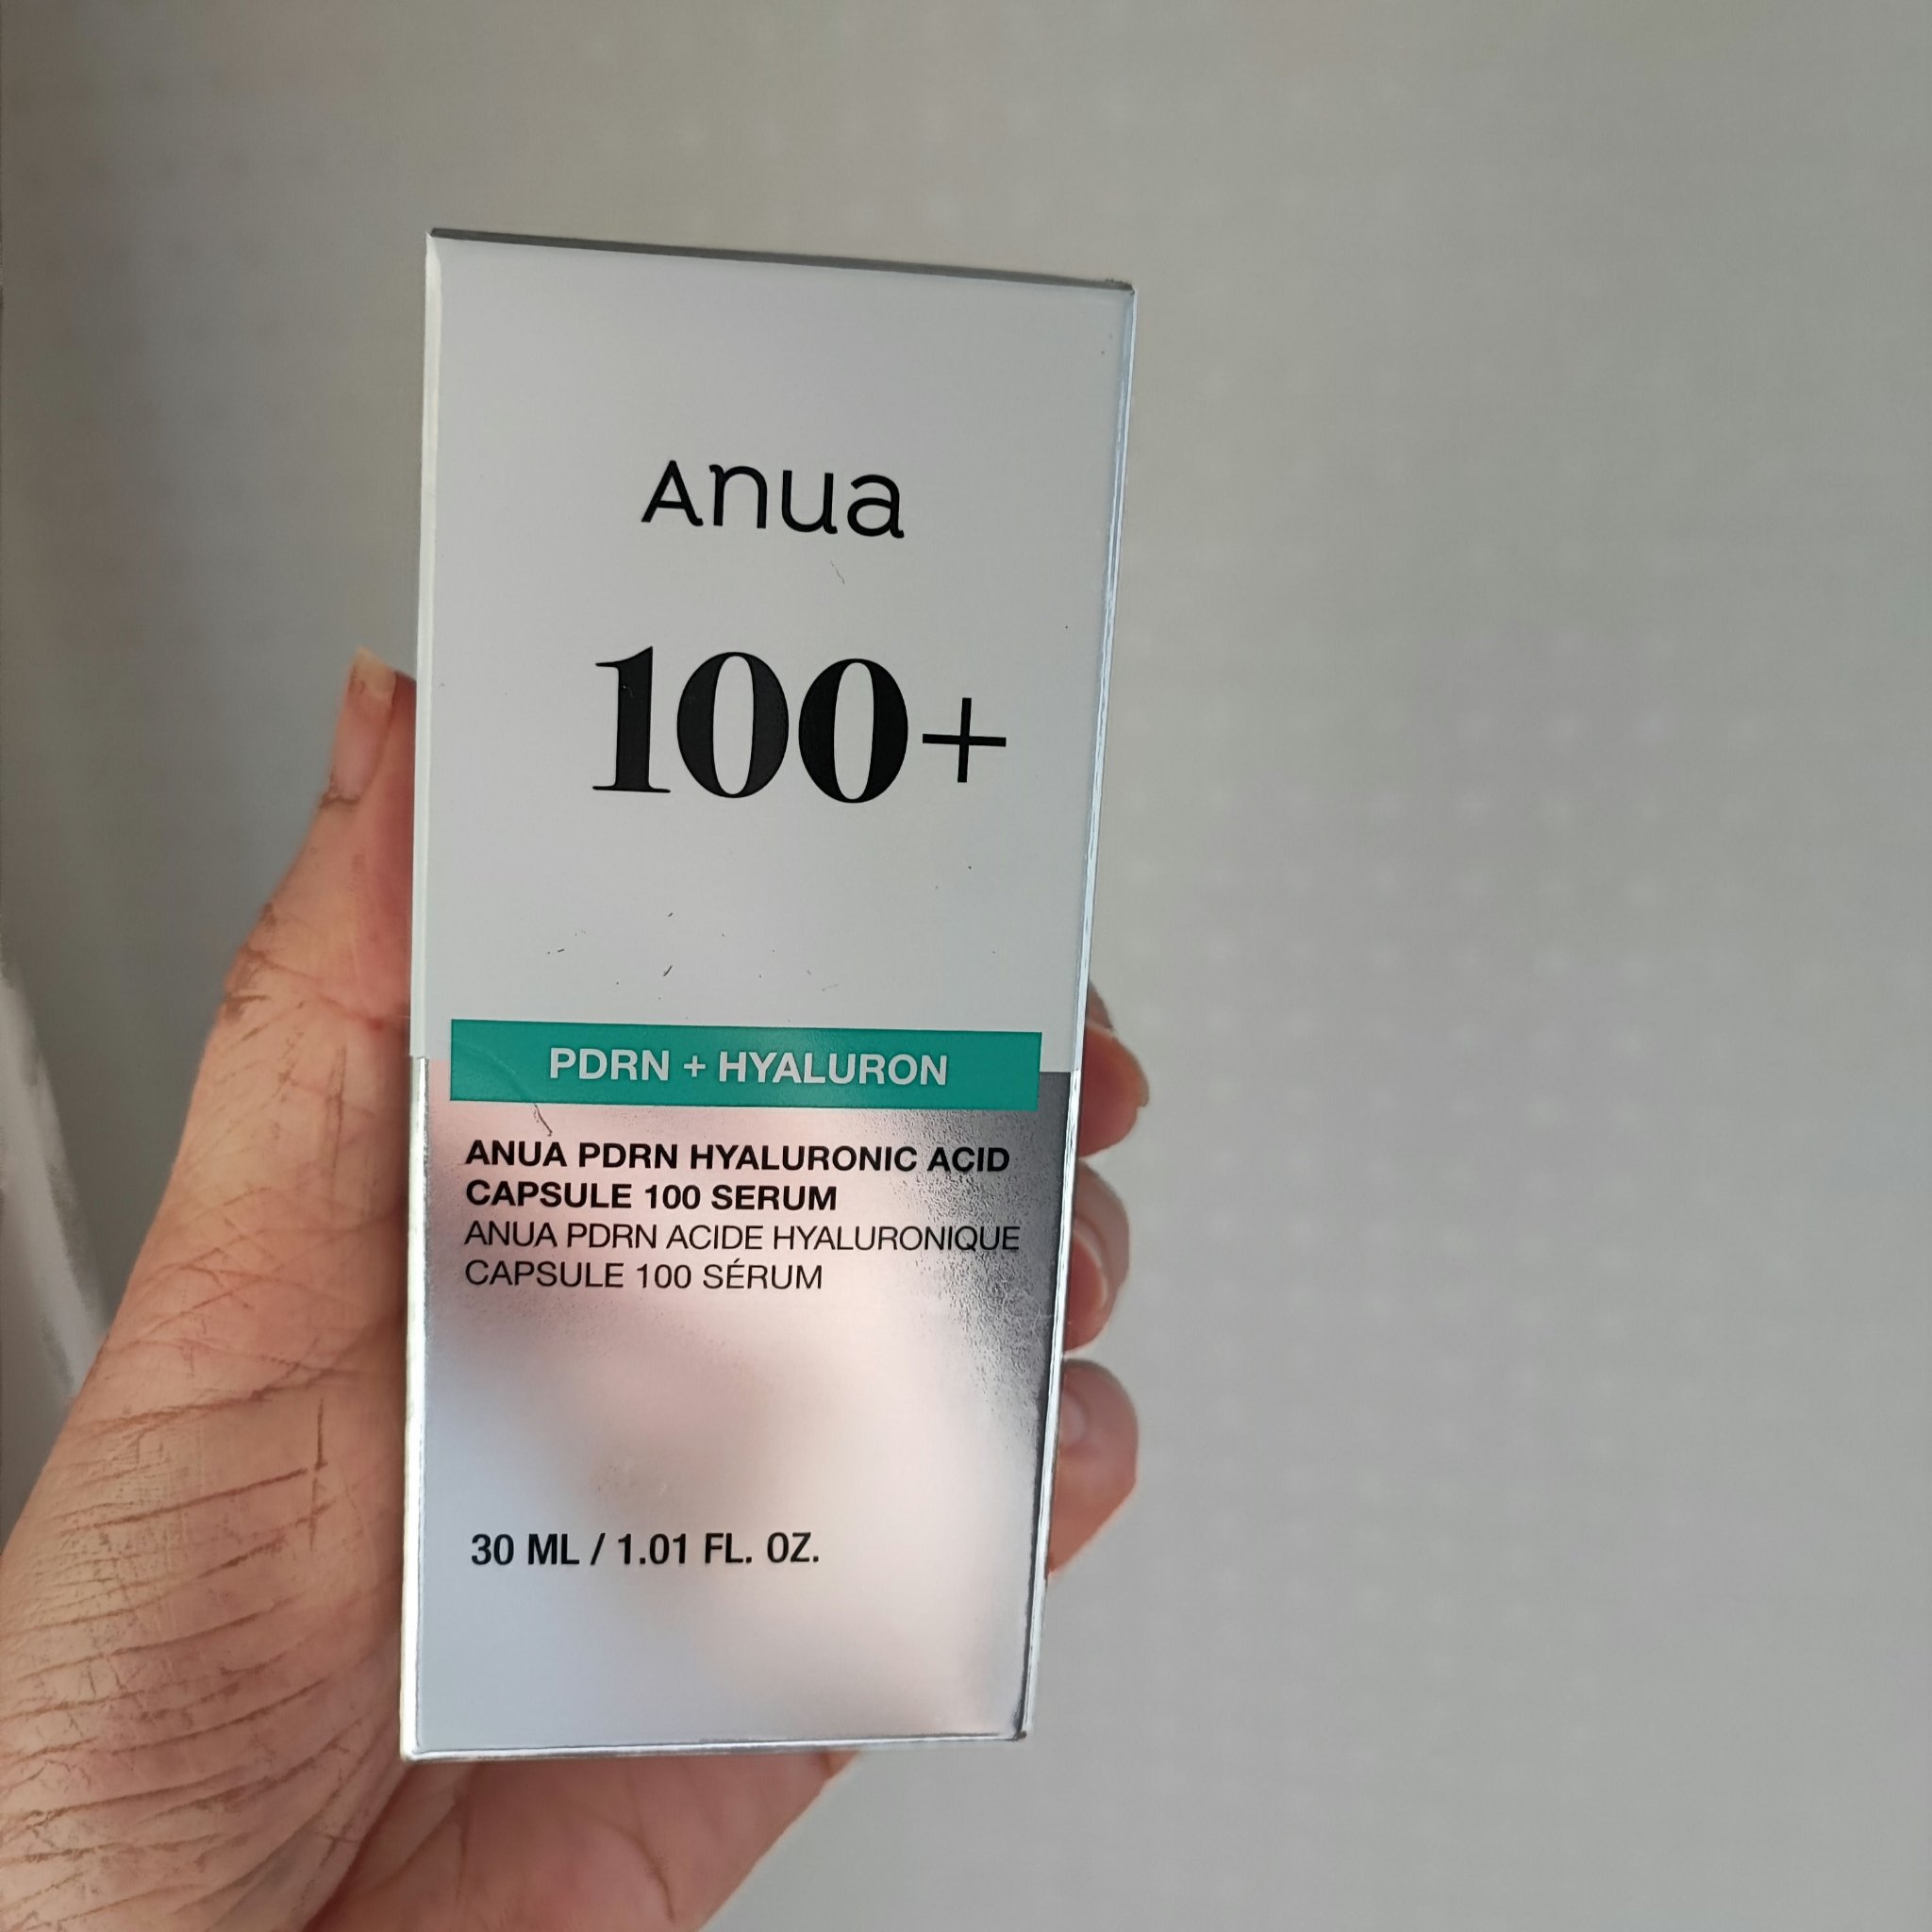 Anua
100+
PDRN + HYALURON
ANUA PDRN HYALURONIC ACID
CAPSULE 100 SERUM
ANUA PDRN ACIDE HYALURONIQUE
CAPSULE 100 SÉRUM
30 ML / 1.01 FL. OZ.